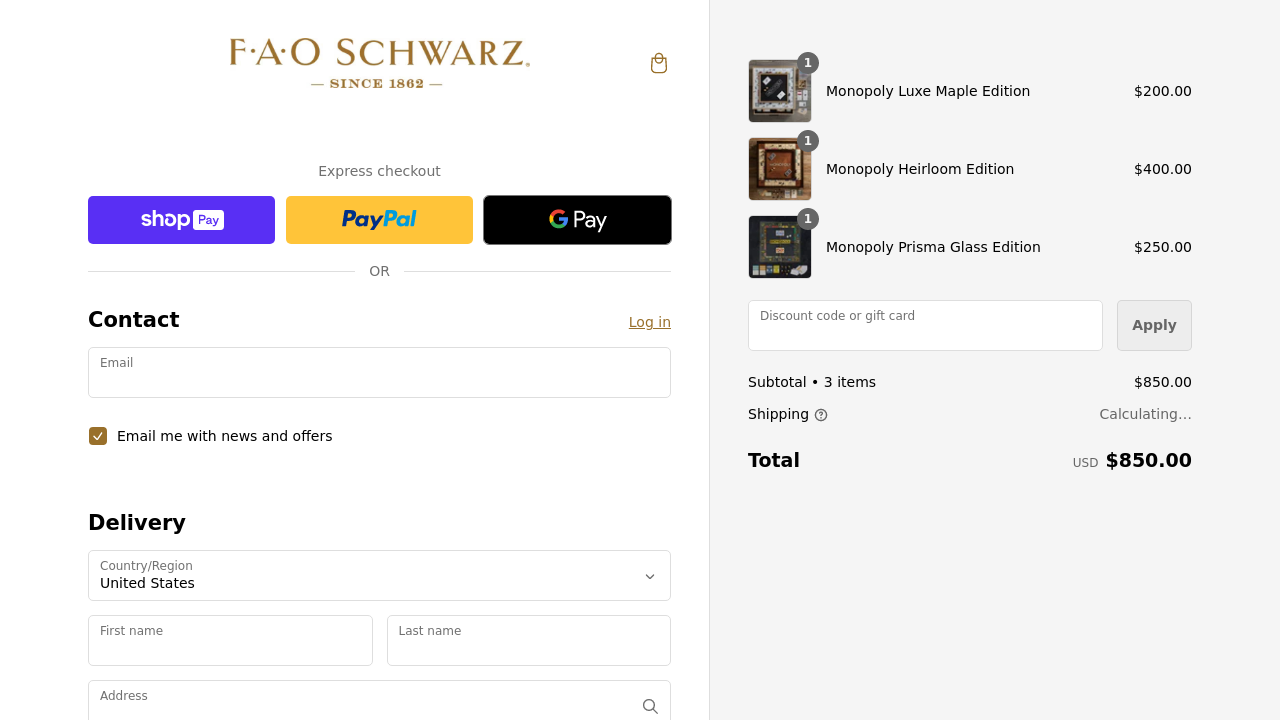 F·A·O SCHWARZ.
— SINCE 1862 —
Express checkout
shop Pay
PayPal
G Pay
OR
Contact
Log in
Email
Email me with news and offers
Delivery
Country/Region
United States
First name
Last name
Address
1
Monopoly Luxe Maple Edition
$200.00
1
Monopoly Heirloom Edition
$400.00
1
Monopoly Prisma Glass Edition
$250.00
Discount code or gift card
Apply
Subtotal • 3 items
$850.00
Shipping
Calculating...
Total
USD $850.00